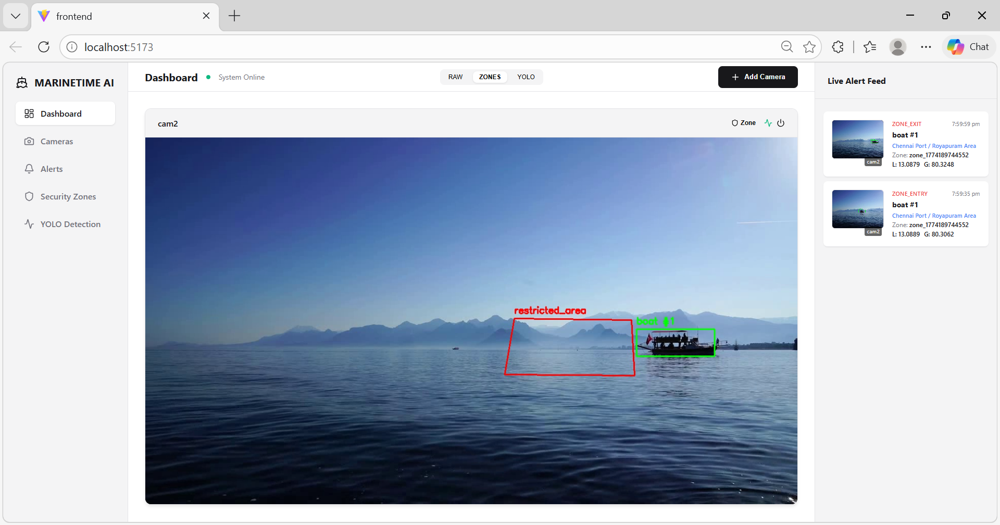 frontend
localhost:5173
Chat
MARINETIME AI
Dashboard
Cameras
Alerts
Security Zones
YOLO Detection
Dashboard
System Online
RAW
ZONES
YOLO
Add Camera
cam2
Zone
restricted_area
boat #1
Live Alert Feed
ZONE_EXIT 7:59:59 pm
boat #1
Chennai Port / Royapuram Area
Zone: zone_1774189744552
L: 13.0879 G: 80.3248
cam2
ZONE_ENTRY 7:59:35 pm
boat #1
Chennai Port / Royapuram Area
Zone: zone_1774189744552
L: 13.0889 G: 80.3062
cam2